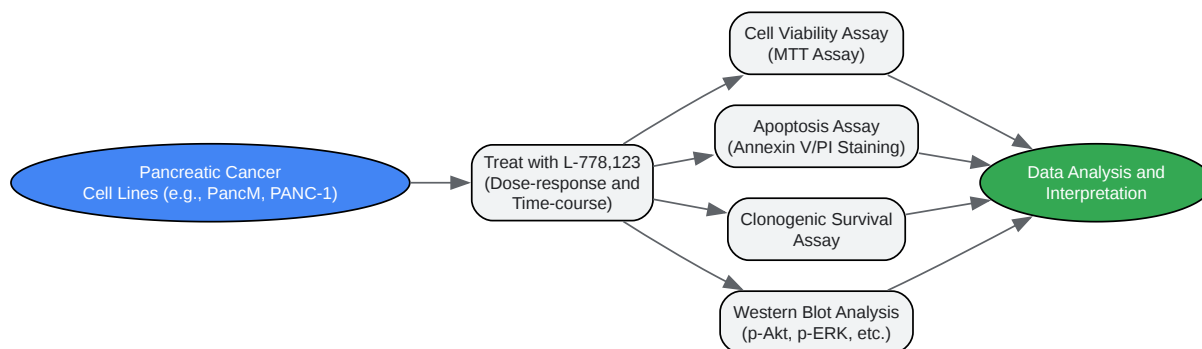 Pancreatic Cancer
Cell Lines (e.g., PancM, PANC-1)
Treat with L-778,123
(Dose-response and
Time-course)
Cell Viability Assay
(MTT Assay)
Apoptosis Assay
(Annexin V/PI Staining)
Clonogenic Survival
Assay
Western Blot Analysis
(p-Akt, p-ERK, etc.)
Data Analysis and
Interpretation